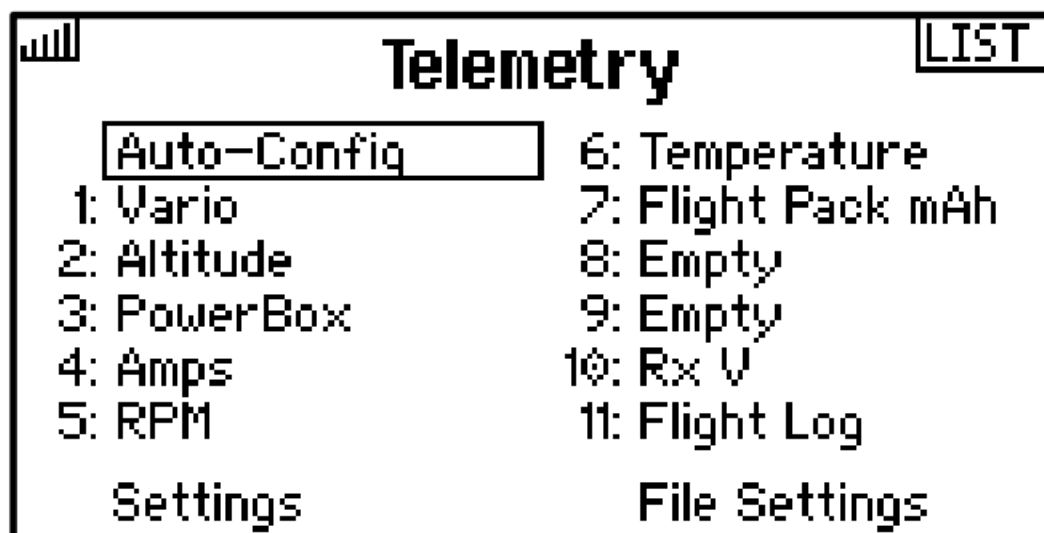 Telemetry
LIST
Auto-Config
1: Vario
2: Altitude
3: PowerBox
4: Amps
5: RPM
6: Temperature
7: Flight Pack mAh
8: Empty
9: Empty
10: Rx V
11: Flight Log
Settings
File Settings